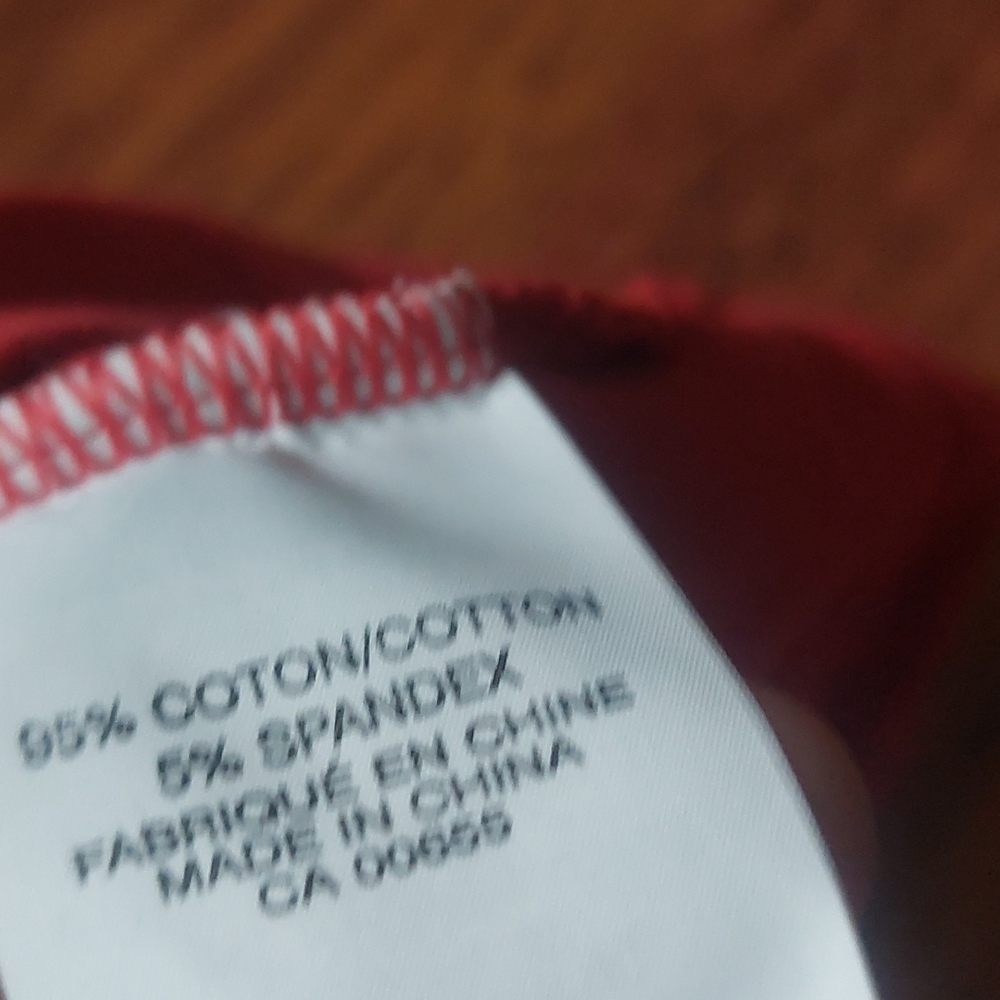 95% COTON/COTTON
5% SPANDEX
FABRIQUÉ EN CHINE
MADE IN CHINA
CA 00655